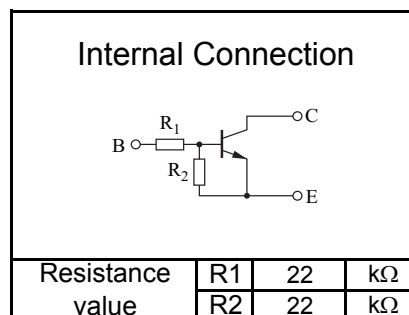 Internal Connection
C
R1
B
R2
E
Resistance value R1 22 kΩ
R2 22 kΩ